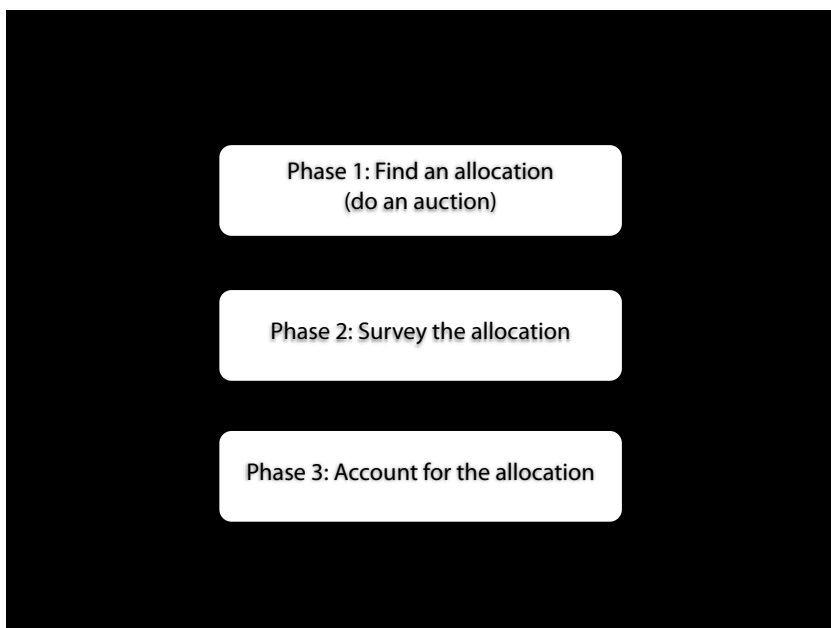 Phase 1: Find an allocation
(do an auction)
Phase 2: Survey the allocation
Phase 3: Account for the allocation